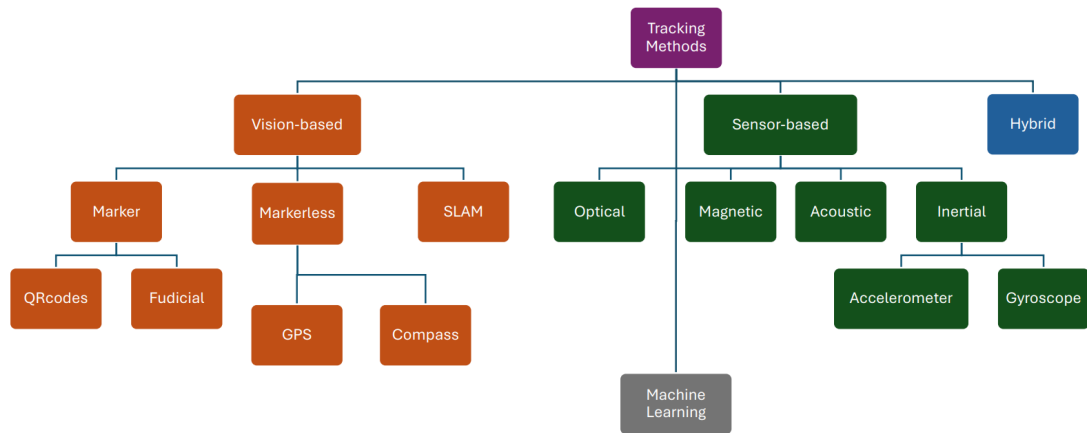 Tracking
Methods
Vision-based
Sensor-based
Hybrid
Marker
Markerless
SLAM
Optical
Magnetic
Acoustic
Inertial
QRcodes
Fudicial
GPS
Compass
Accelerometer
Gyroscope
Machine
Learning